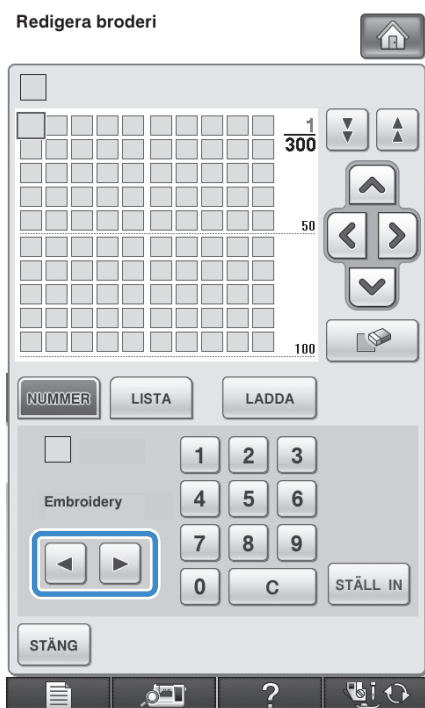 Redigera broderi
1
300
50
100
NUMMER LISTA LADDA
1 2 3
Embroidery 4 5 6
7 8 9
0 C STÄLL IN
STÄNG
?